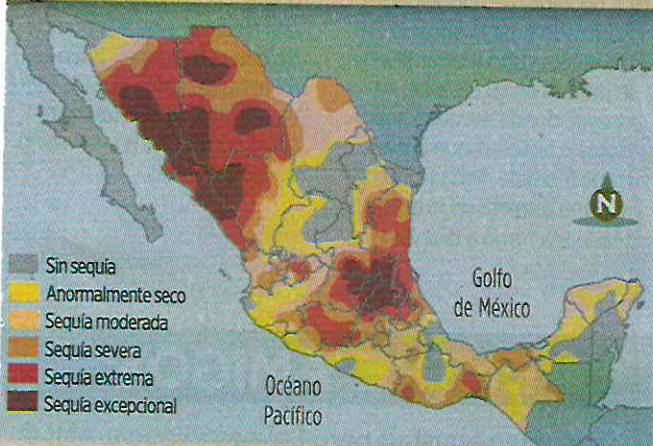 N
Sin sequía
Anormalmente seco
Sequía moderada
Sequía severa
Sequía extrema
Sequía excepcional
Golfo
de México
Océano
Pacífico